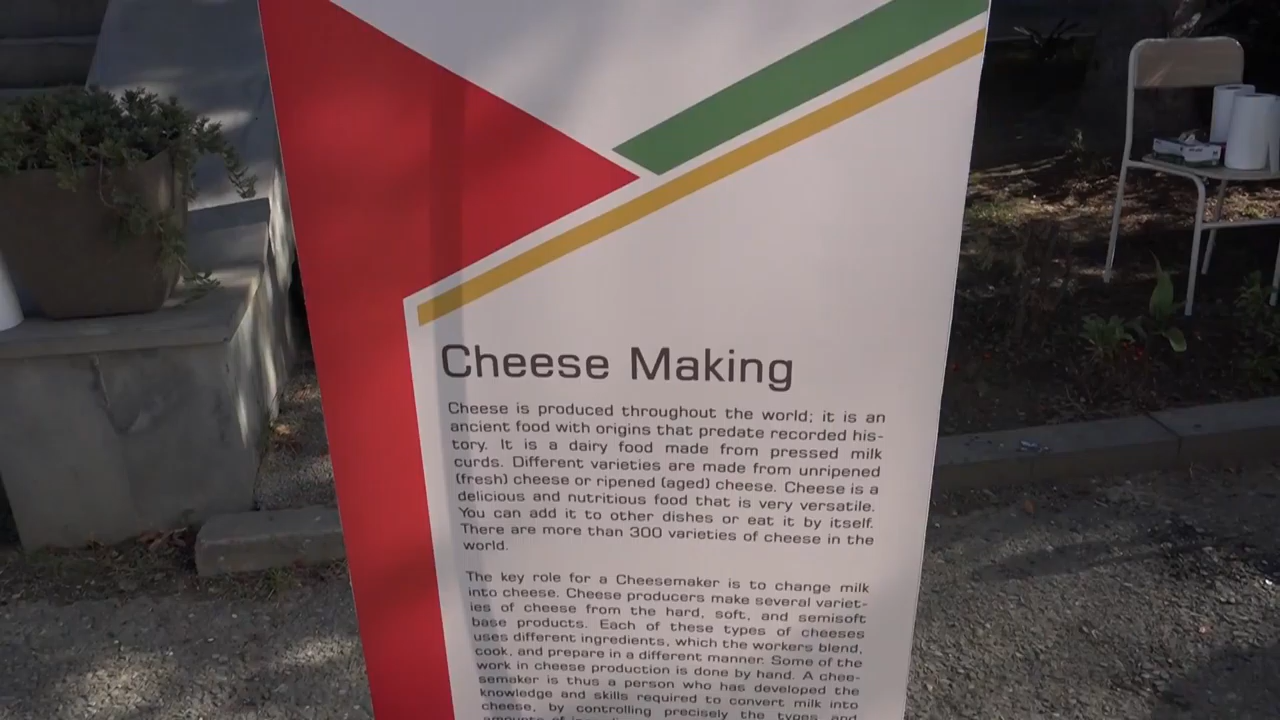 Cheese Making
Cheese is produced throughout the world; it is an
ancient food with origins that predate recorded his-
tory. It is a dairy food made from pressed milk
curds. Different varieties are made from unripened
(fresh) cheese or ripened (aged) cheese. Cheese is a
delicious and nutritious food that is very versatile.
You can add it to other dishes or eat it by itself.
There are more than 300 varieties of cheese in the
world.
The key role for a Cheesemaker is to change milk
into cheese. Cheese producers make several variet-
ies of cheese from the hard, soft, and semisoft
base products. Each of these types of cheeses
uses different ingredients, which the workers blend,
cook, and prepare in a different manner. Some of the
work in cheese production is done by hand. A chee-
semaker is thus a person who has developed the
knowledge and skills required to convert milk into
cheese, by controlling precisely the types and